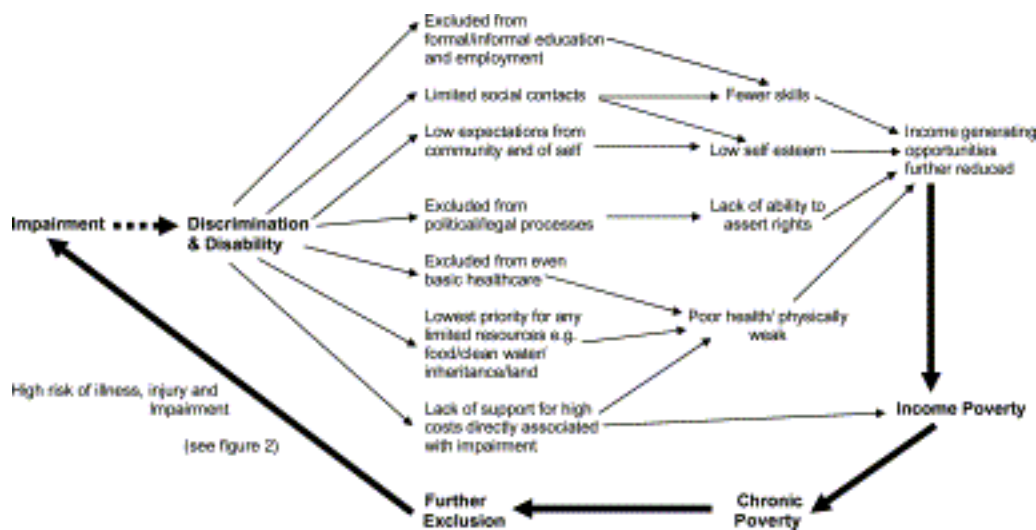 Excluded from
formal/informal education
and employment
Limited social contacts
Fewer skills
Low expectations from
community and of self
Low self esteem
Income generating
opportunities
further reduced
Impairment
Discrimination
& Disability
Excluded from
political/legal processes
Lack of ability to
assert rights
Excluded from even
basic healthcare
Lowest priority for any
limited resources e.g.
food/clean water/
inheritance/land
Poor health/ physically
weak
High risk of illness, injury and
Impairment
(see figure 2)
Lack of support for high
costs directly associated
with impairment
Income Poverty
Further
Exclusion
Chronic
Poverty